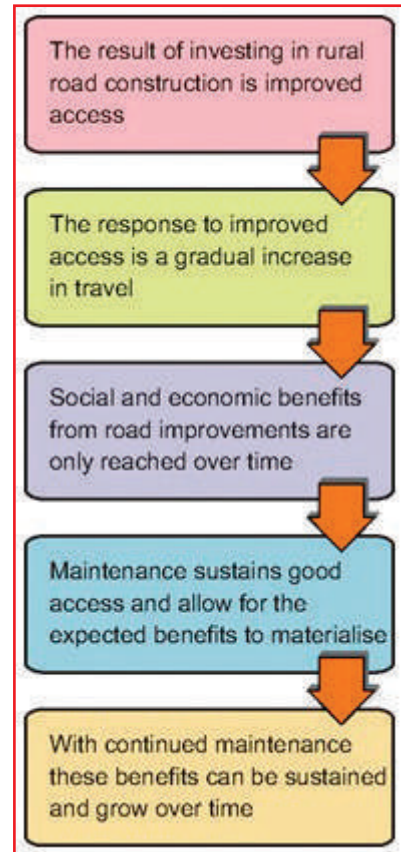 The result of investing in rural
road construction is improved
access
The response to improved
access is a gradual increase
in travel
Social and economic benefits
from road improvements are
only reached over time
Maintenance sustains good
access and allow for the
expected benefits to materialise
With continued maintenance
these benefits can be sustained
and grow over time